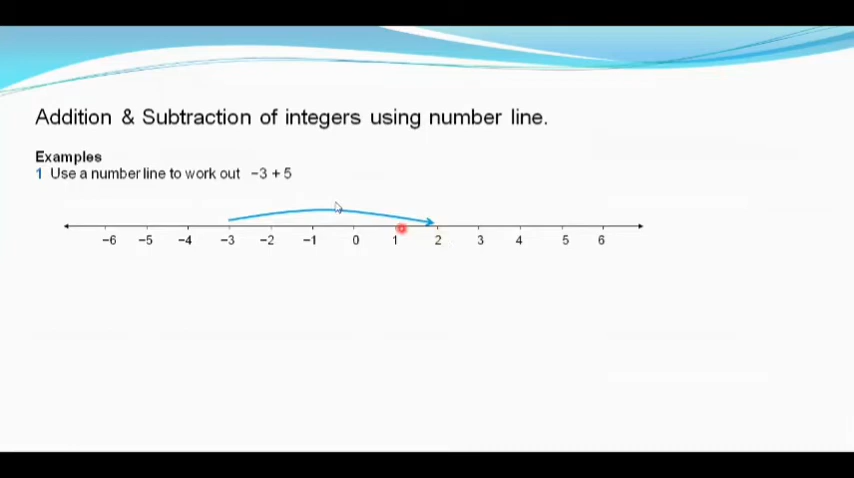 Addition & Subtraction of integers using number line.
Examples
1 Use a number line to work out −3 + 5
−6 −5 −4 −3 −2 −1 0 1 2 3 4 5 6